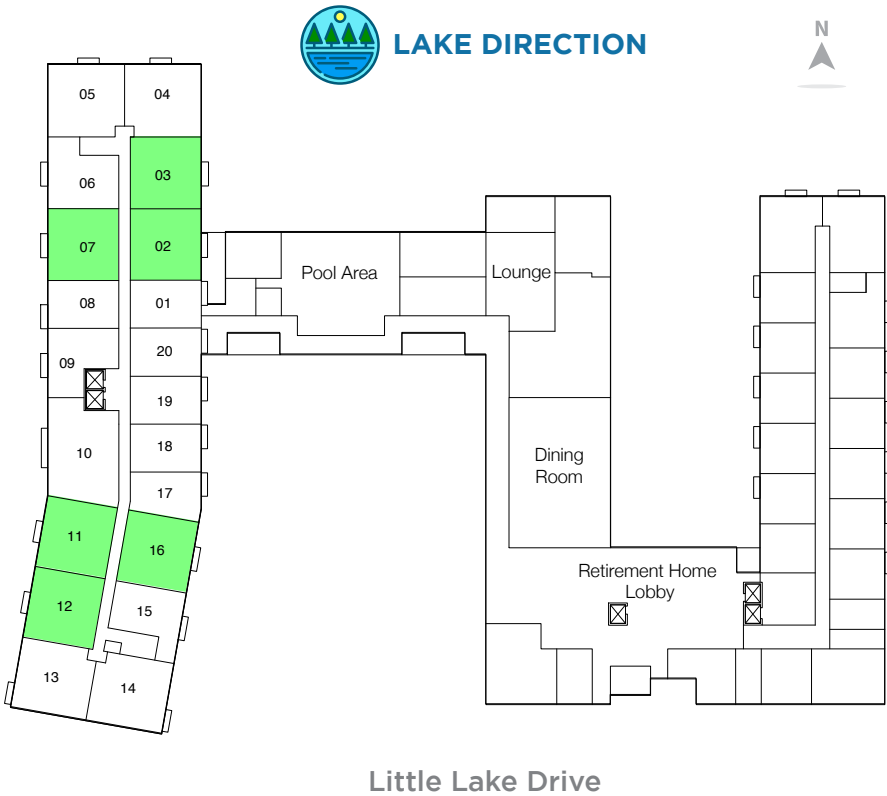 LAKE DIRECTION
N
05
04
06
03
07
02
08
01
09
20
19
10
18
17
11
16
12
15
13
14
Pool Area
Lounge
Dining
Room
Retirement Home
Lobby
Little Lake Drive